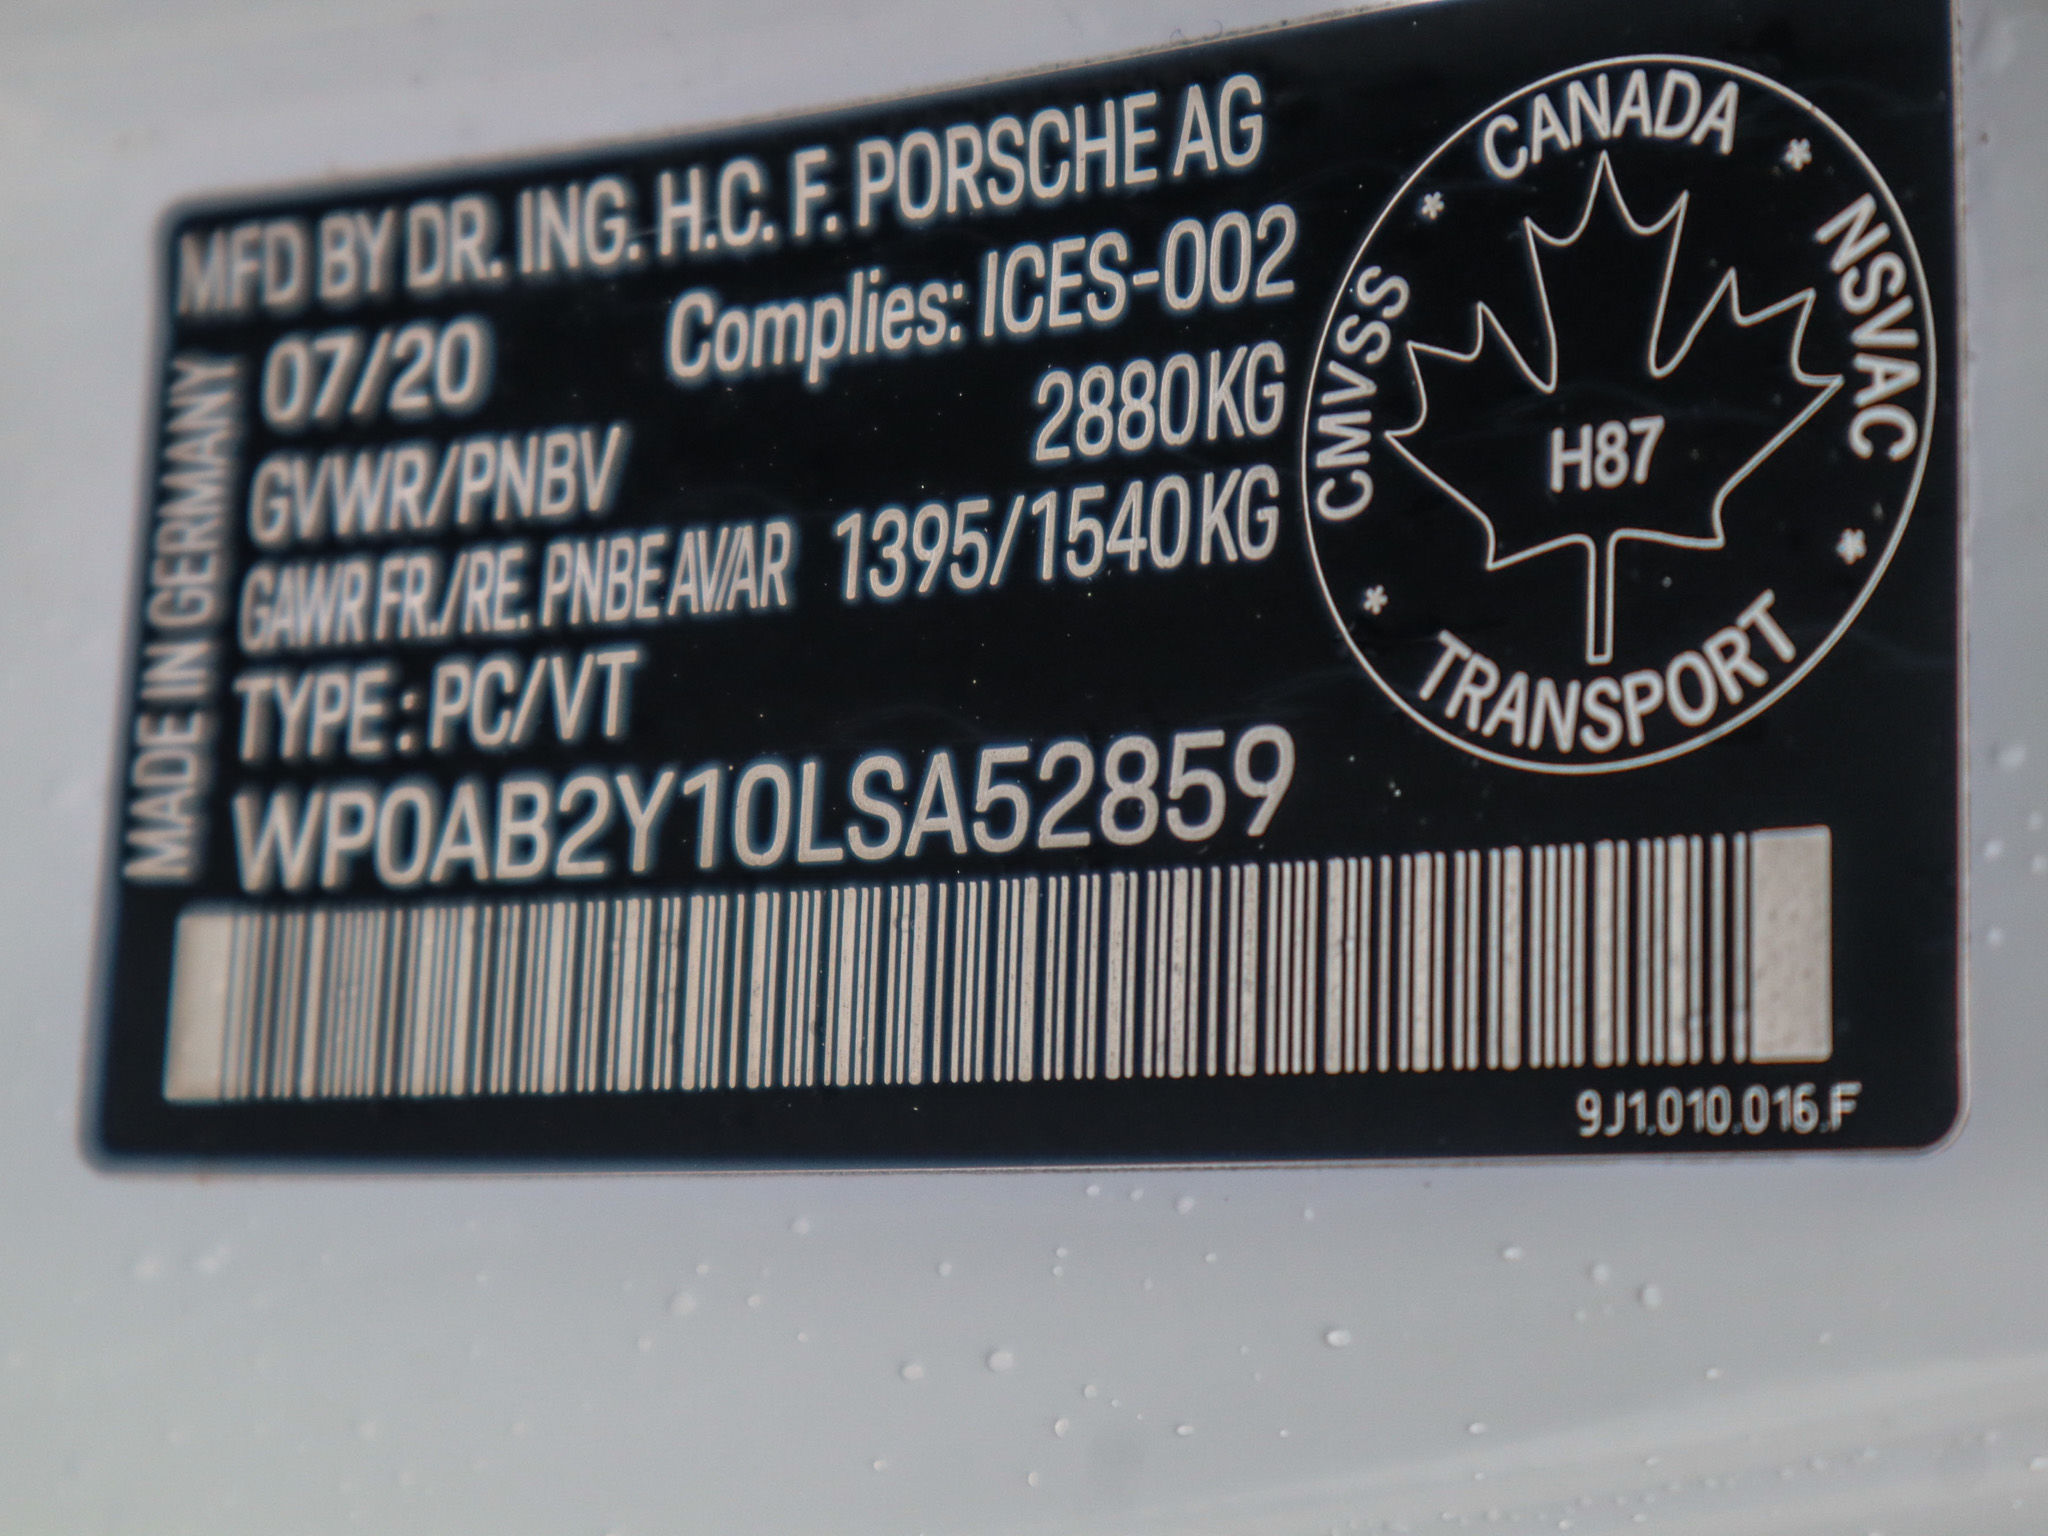 MFD BY DR. ING. H.C. F. PORSCHE AG
07/20 Complies: ICES-002
GVWR/PNBV 2880KG
GAWR FR./RE. PNBE AV/AR 1395/1540KG
TYPE : PC/VT
WP0AB2Y10LSA52859
MADE IN GERMANY
CANADA * NSVAC * TRANSPORT * CMVSS *
H87
9J1.010.016.F